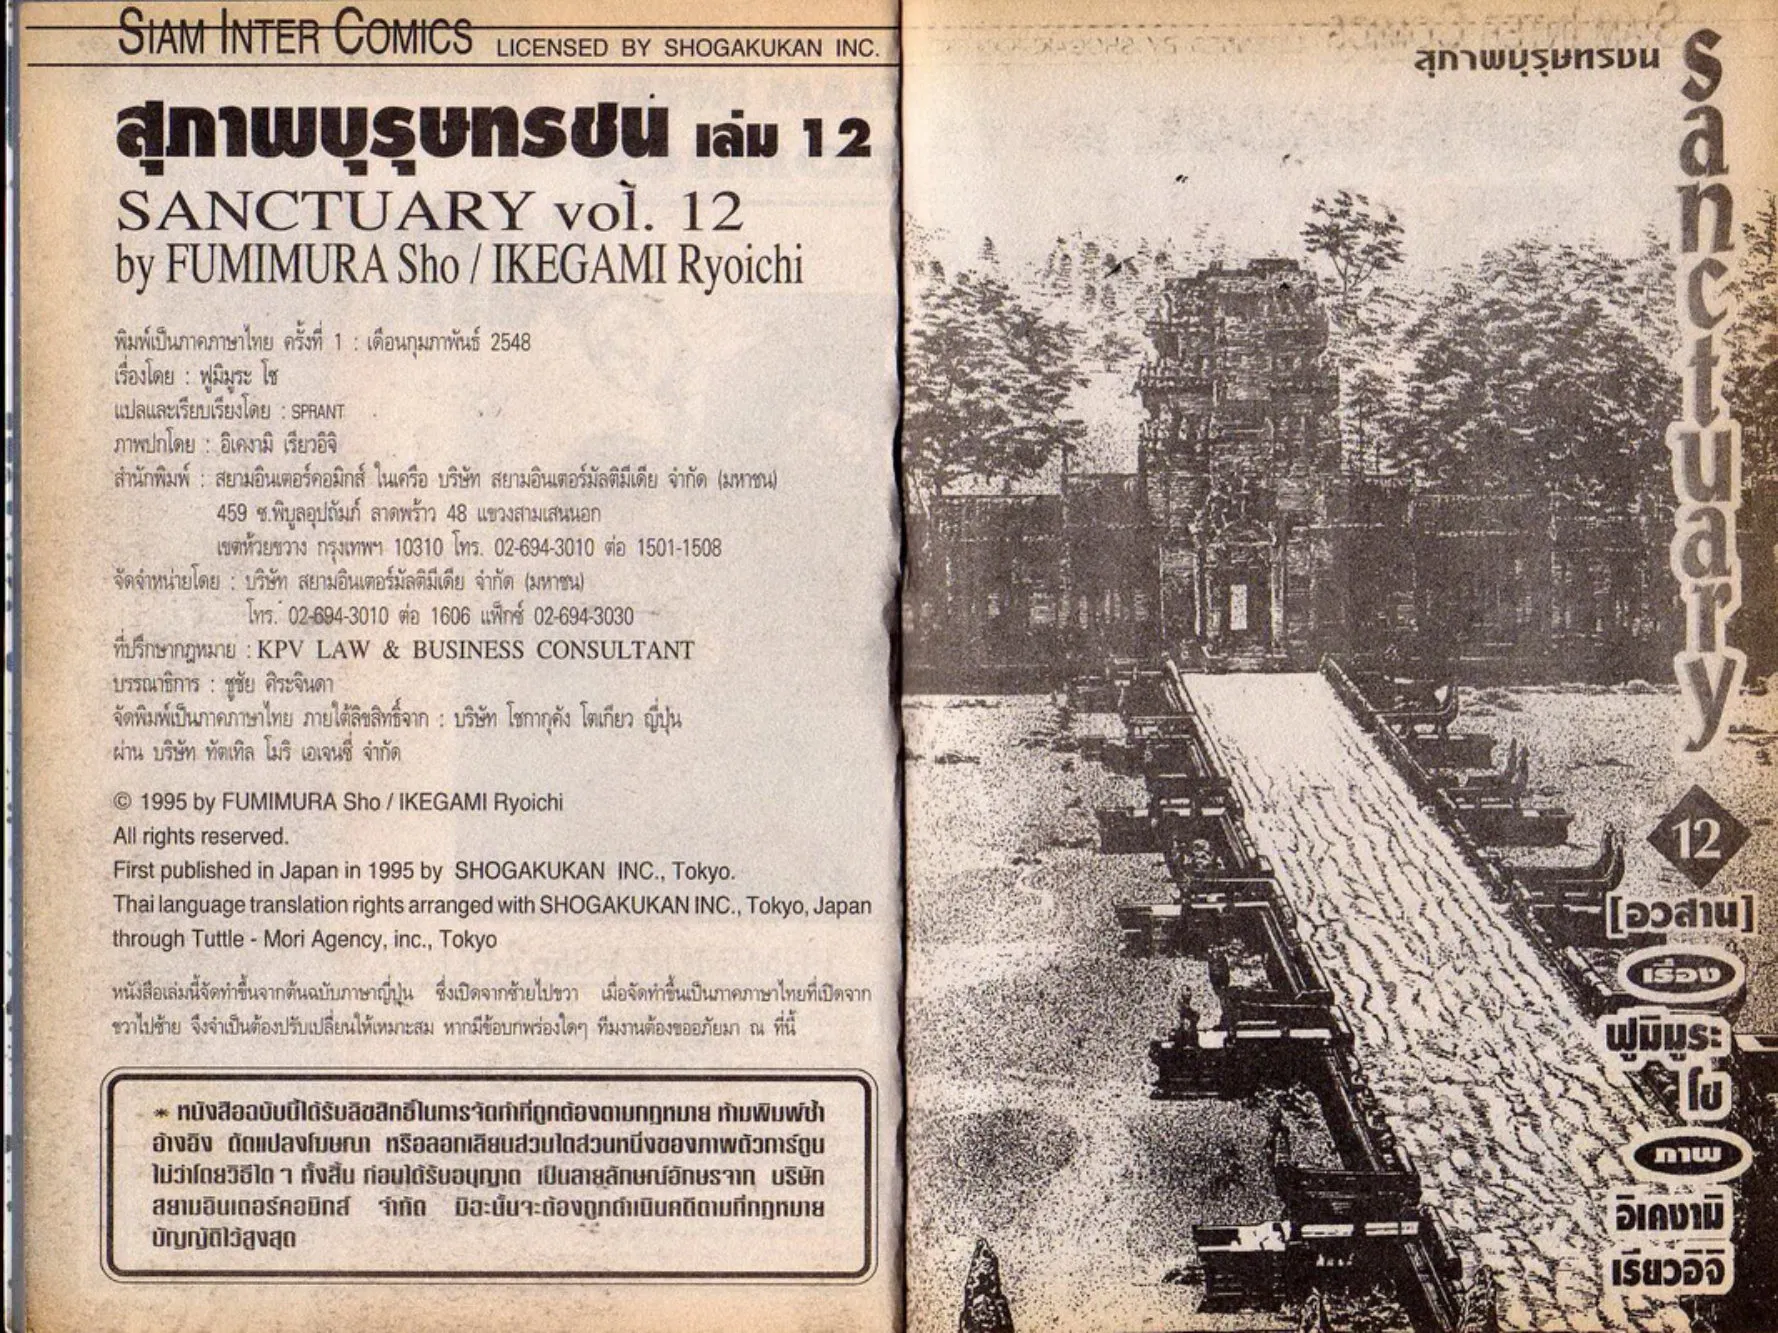 SIAM INTER COMICS LICENSED BY SHOGAKUKAN INC.
สุภาพบุรุษทรชน เล่ม 12
SANCTUARY vol. 12
by FUMIMURA Sho / IKEGAMI Ryoichi
พิมพ์เป็นภาคภาษาไทย ครั้งที่ 1 : เดือนกุมภาพันธ์ 2548
เรื่องโดย : ฟูมิมูระ โช
แปลและเรียบเรียงโดย : SPRANT
ภาพปกโดย : อิเคงามิ เรียวอิจิ
สำนักพิมพ์ : สยามอินเตอร์คอมิกส์ ในเครือ บริษัท สยามอินเตอร์มัลติมีเดีย จำกัด (มหาชน)
459 ซ.พิบูลอุปถัมภ์ ลาดพร้าว 48 แขวงสามเสนนอก
เขตห้วยขวาง กรุงเทพฯ 10310 โทร. 02-694-3010 ต่อ 1501-1508
จัดจำหน่ายโดย : บริษัท สยามอินเตอร์มัลติมีเดีย จำกัด (มหาชน)
โทร. 02-694-3010 ต่อ 1606 แฟ็กซ์ 02-694-3030
ที่ปรึกษากฎหมาย : KPV LAW & BUSINESS CONSULTANT
บรรณาธิการ : ชูชัย ศิระจินดา
จัดพิมพ์เป็นภาคภาษาไทย ภายใต้ลิขสิทธิ์จาก : บริษัท โชกากุคัง โตเกียว ญี่ปุ่น
ผ่าน บริษัท ทัตเทิล โมริ เอเจนซี่ จำกัด
© 1995 by FUMIMURA Sho / IKEGAMI Ryoichi
All rights reserved.
First published in Japan in 1995 by SHOGAKUKAN INC., Tokyo.
Thai language translation rights arranged with SHOGAKUKAN INC., Tokyo, Japan
through Tuttle - Mori Agency, inc., Tokyo
หนังสือเล่มนี้จัดทำขึ้นจากต้นฉบับภาษาญี่ปุ่น ซึ่งเปิดจากซ้ายไปขวา เมื่อจัดทำขึ้นเป็นภาคภาษาไทยที่เปิดจาก
ขวาไปซ้าย จึงจำเป็นต้องปรับเปลี่ยนให้เหมาะสม หากมีข้อบกพร่องใดๆ ทีมงานต้องขออภัยมา ณ ที่นี้
* หนังสือฉบับนี้ได้รับลิขสิทธิ์ในการจัดทำที่ถูกต้องตามกฎหมาย ห้ามพิมพ์ซ้ำ
อ้างอิง ดัดแปลงโฆษณา หรือลอกเลียนส่วนใดส่วนหนึ่งของภาพตัวการ์ตูน
ไม่ว่าโดยวิธีใด ๆ ทั้งสิ้น ก่อนได้รับอนุญาต เป็นลายลักษณ์อักษรจาก บริษัท
สยามอินเตอร์คอมิกส์ จำกัด มิฉะนั้นจะต้องถูกดำเนินคดีตามที่กฎหมาย
บัญญัติไว้สูงสุด
สุภาพบุรุษทรชน
sanctuary
12
[อวสาน]
เรื่อง
ฟูมิมูระ
โช
ภาพ
อิเคงามิ
เรียวอิจิ